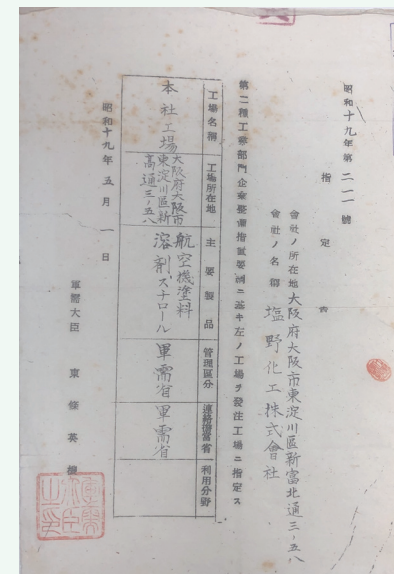 昭和十九年第二一一號
指定書
會社ノ所在地 大阪府大阪市東淀川區新富北通三ノ五八
會社ノ名稱 塩野化工株式會社
第二種工業部門企業整備指導要綱ニ基キ左ノ工場ヲ發注工場ニ指定ス
工場名稱 工場所在地 主要製品 管理區分 連絡擔當省 利用分野
本社工場 大阪府大阪市東淀川區新高通三ノ五八 航空機塗料溶剤、スチロール 軍需省 軍需省
昭和十九年五月一日
軍需大臣 東條英機